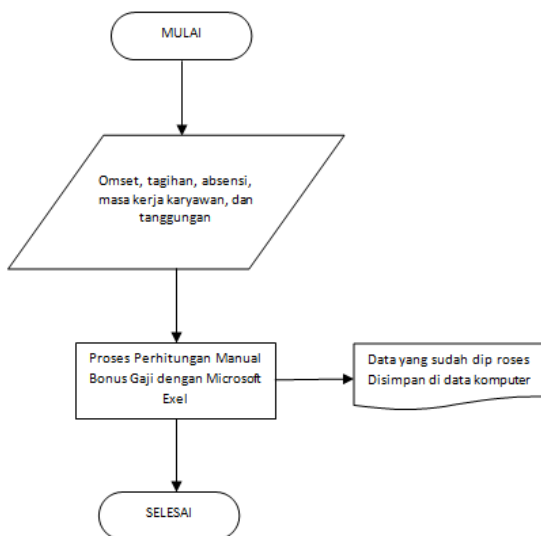 MULAI
Omset, tagihan, absensi,
masa kerja karyawan, dan
tanggungan
Proses Perhitungan Manual
Bonus Gaji dengan Microsoft
Exel
Data yang sudah dip roses
Disimpan di data komputer
SELESAI